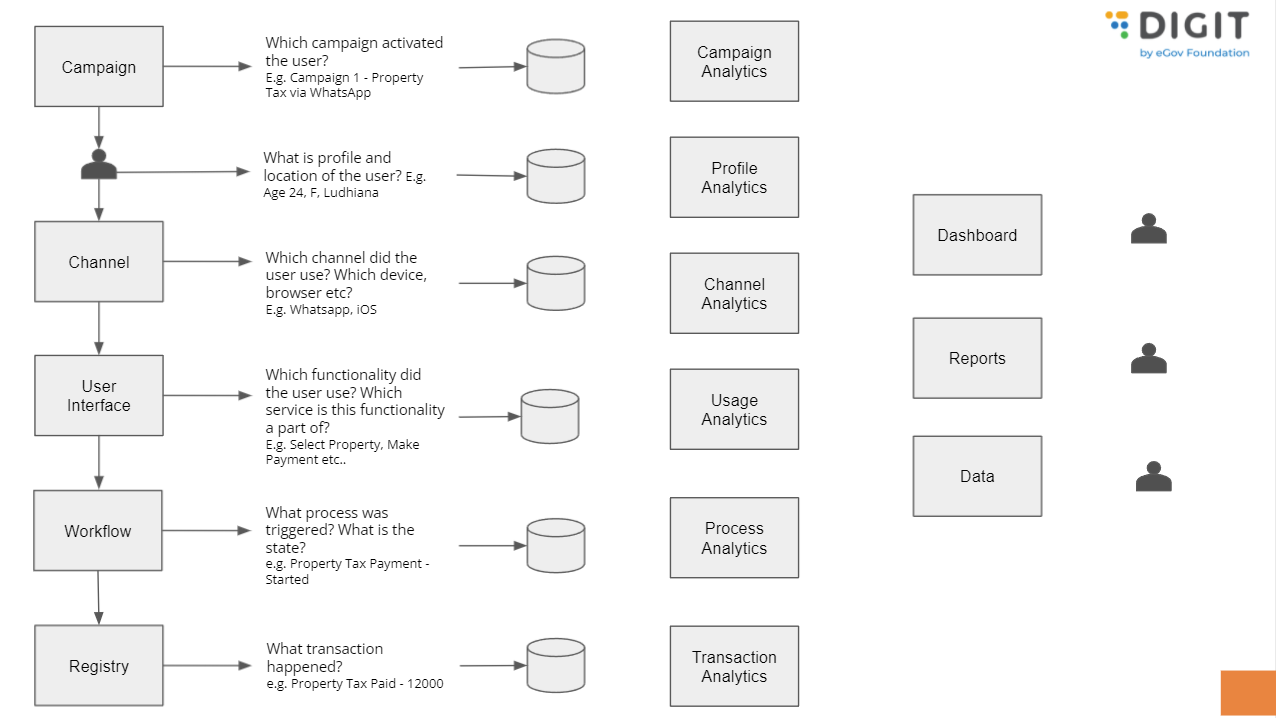 Campaign
Which campaign activated
the user?
E.g. Campaign 1 - Property
Tax via WhatsApp
Campaign
Analytics
DIGIT
by eGov Foundation
What is profile and
location of the user? E.g.
Age 24, F, Ludhiana
Profile
Analytics
Channel
Which channel did the
user use? Which device,
browser etc?
E.g. Whatsapp, iOS
Channel
Analytics
Dashboard
User
Interface
Which functionality did
the user use? Which
service is this functionality
a part of?
E.g. Select Property, Make
Payment etc..
Usage
Analytics
Reports
Workflow
What process was
triggered? What is the
state?
e.g. Property Tax Payment -
Started
Process
Analytics
Data
Registry
What transaction
happened?
e.g. Property Tax Paid - 12000
Transaction
Analytics